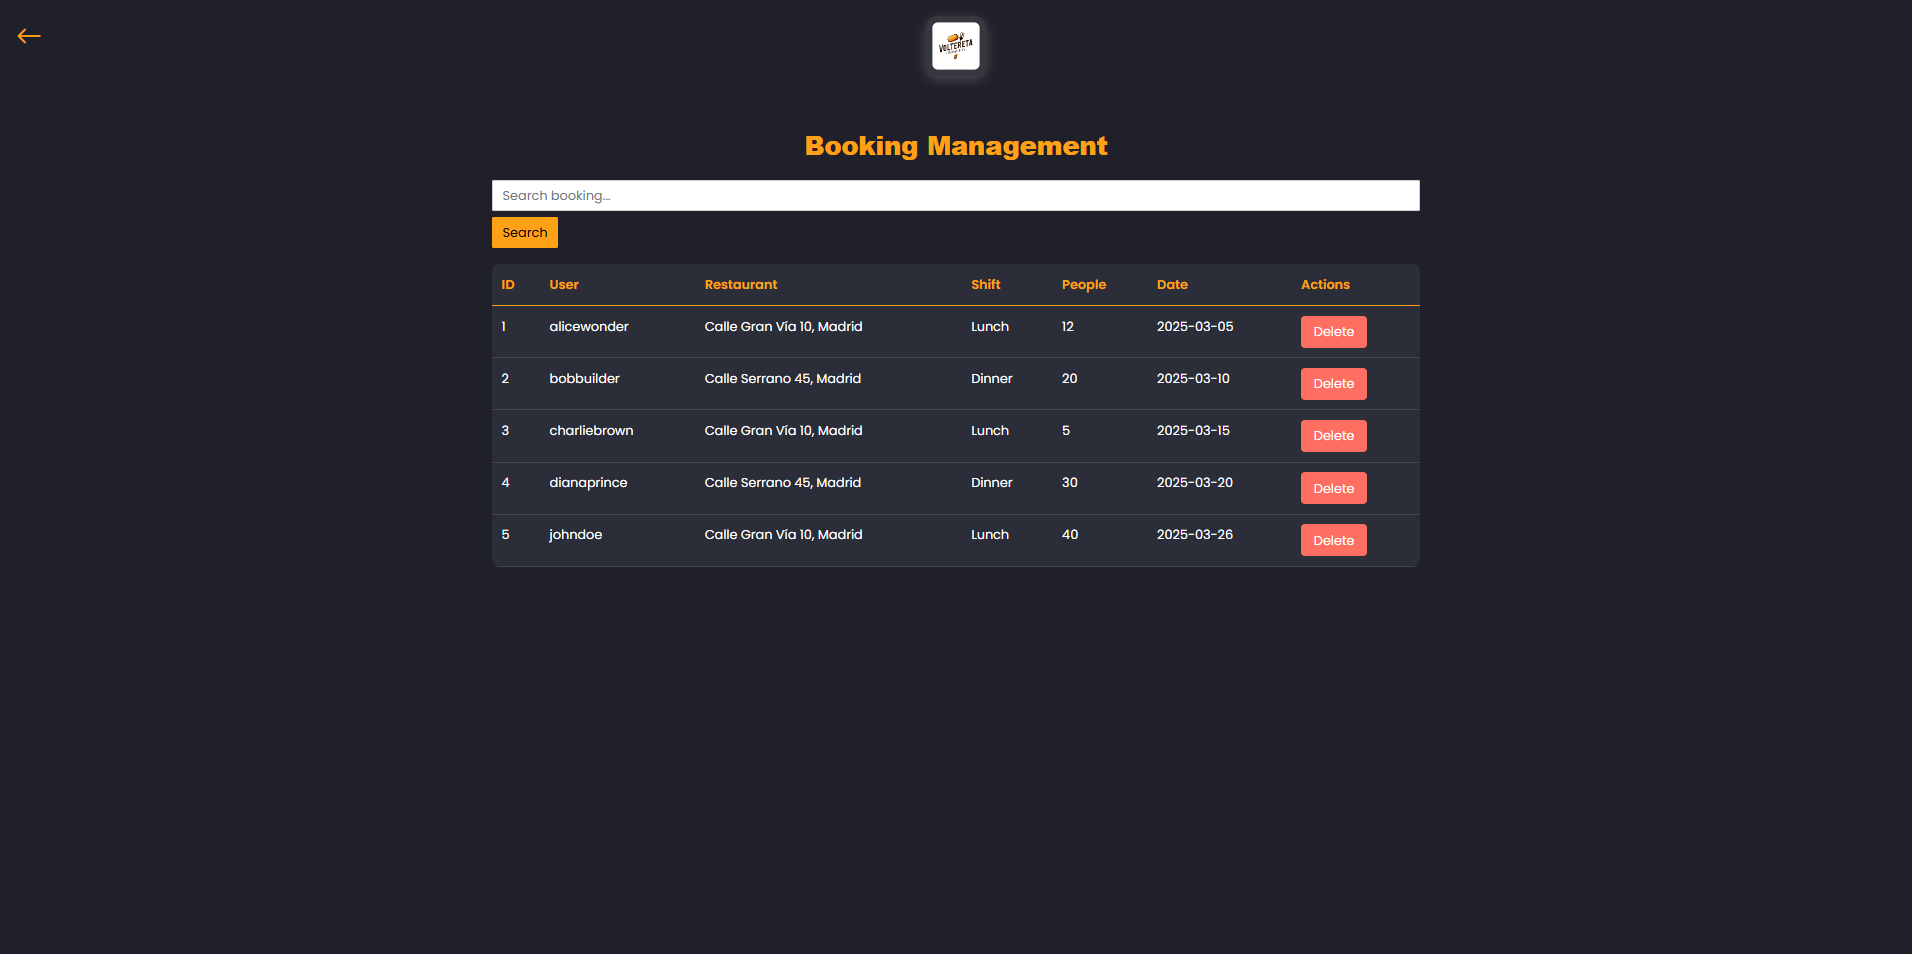 VOLTERETA
Booking Management
Search booking...
Search
ID User Restaurant Shift People Date Actions
1 alicewonder Calle Gran Vía 10, Madrid Lunch 12 2025-03-05 Delete
2 bobbuilder Calle Serrano 45, Madrid Dinner 20 2025-03-10 Delete
3 charliebrown Calle Gran Vía 10, Madrid Lunch 5 2025-03-15 Delete
4 dianaprince Calle Serrano 45, Madrid Dinner 30 2025-03-20 Delete
5 johndoe Calle Gran Vía 10, Madrid Lunch 40 2025-03-26 Delete